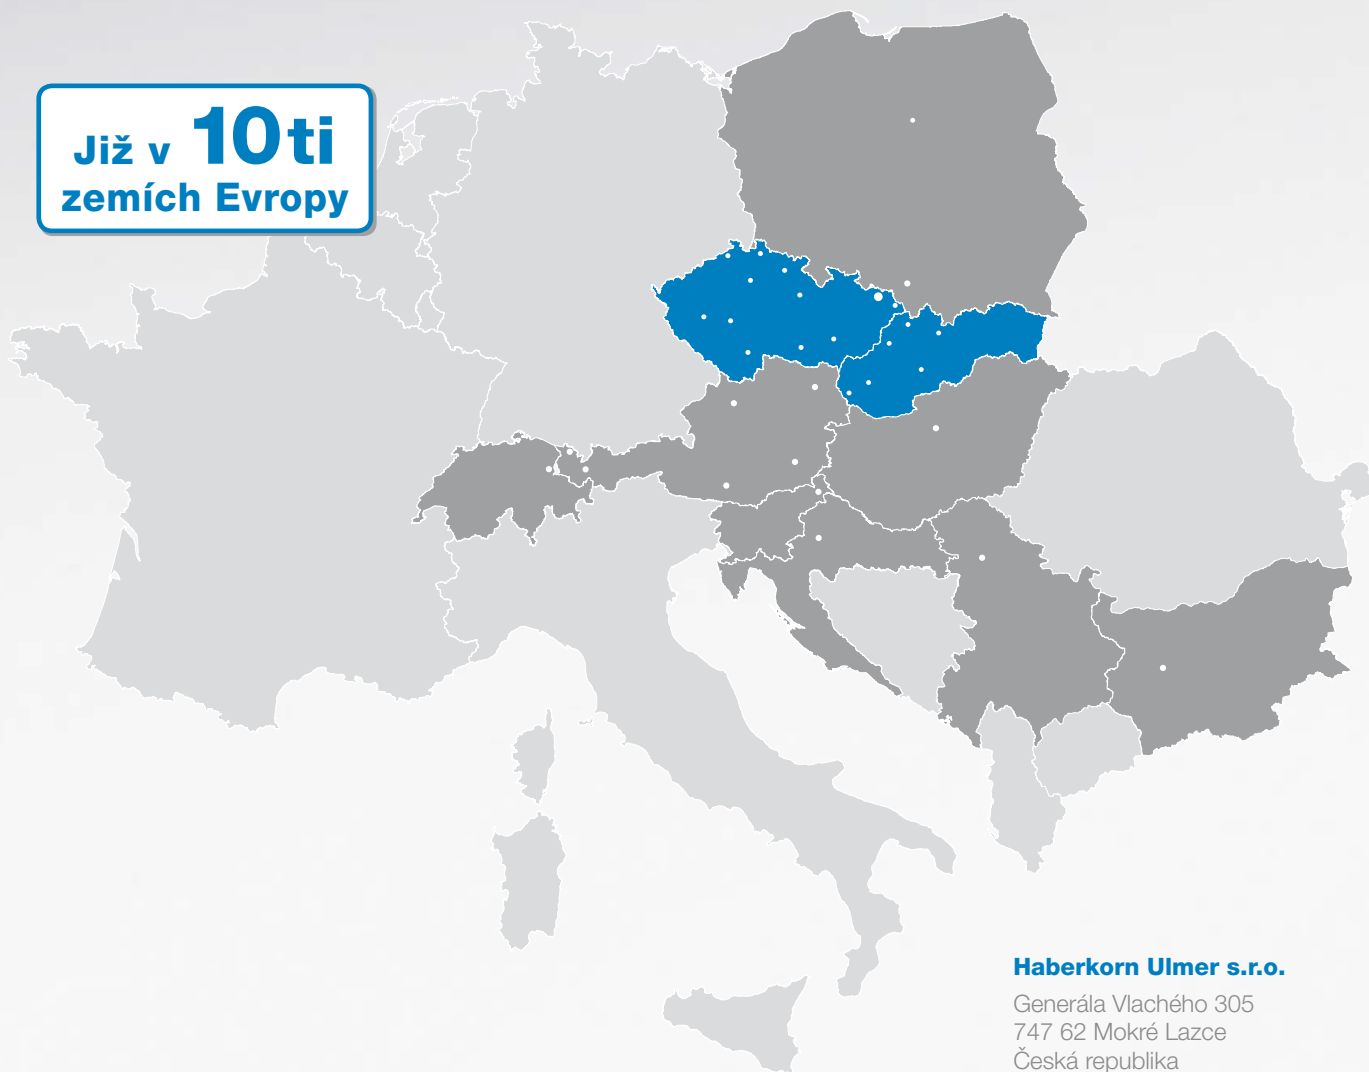 Již v 10ti
zemích Evropy
Haberkorn Ulmer s.r.o.
Generála Vlachého 305
747 62 Mokré Lazce
Česká republika